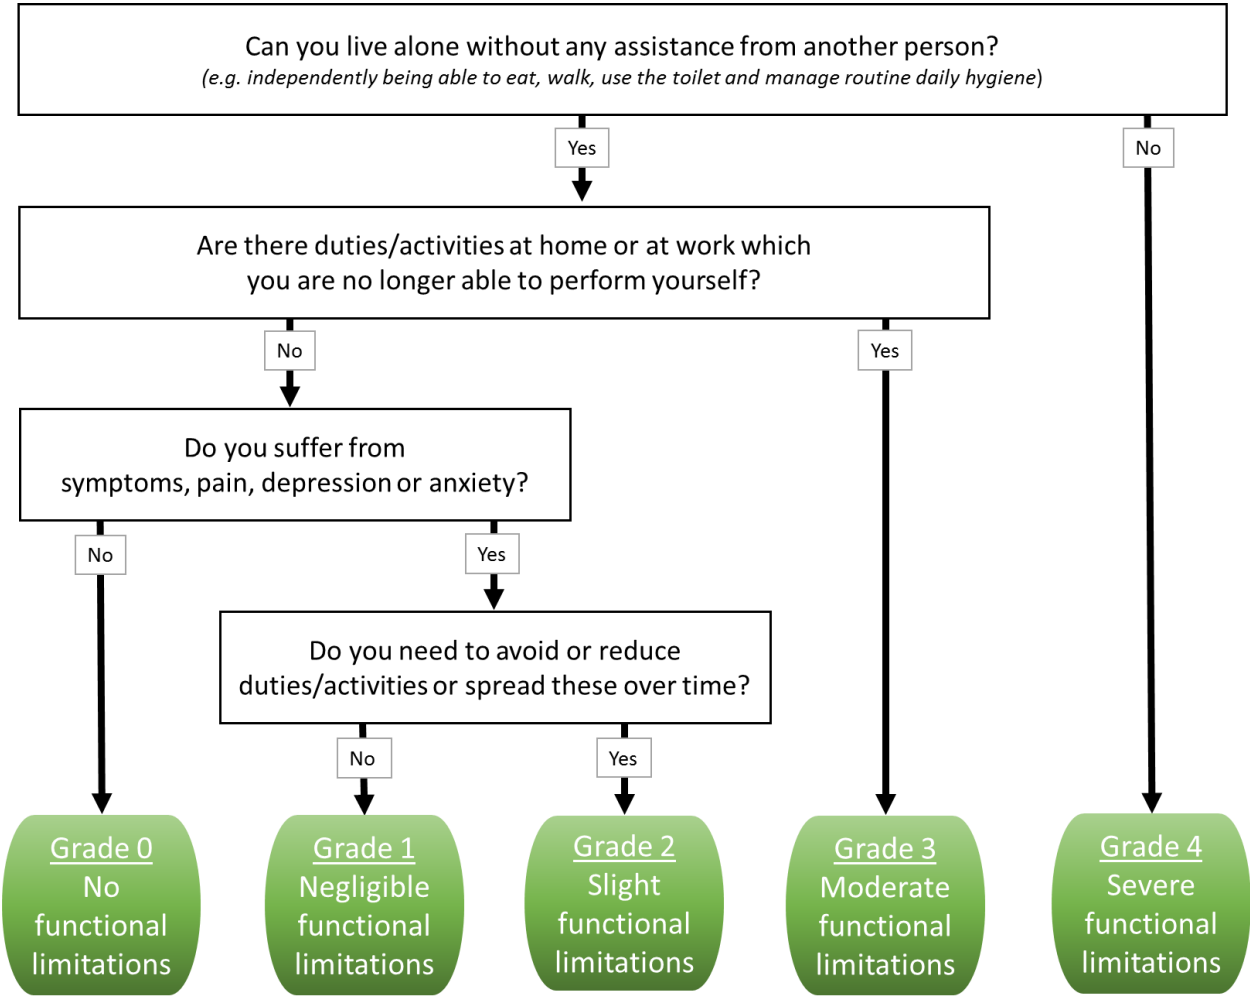 Can you live alone without any assistance from another person?
(e.g. independently being able to eat, walk, use the toilet and manage routine daily hygiene)
Yes
No
Are there duties/activities at home or at work which
you are no longer able to perform yourself?
No
Yes
Do you suffer from
symptoms, pain, depression or anxiety?
No
Yes
Do you need to avoid or reduce
duties/activities or spread these over time?
No
Yes
Grade 0
No
functional
limitations
Grade 1
Negligible
functional
limitations
Grade 2
Slight
functional
limitations
Grade 3
Moderate
functional
limitations
Grade 4
Severe
functional
limitations